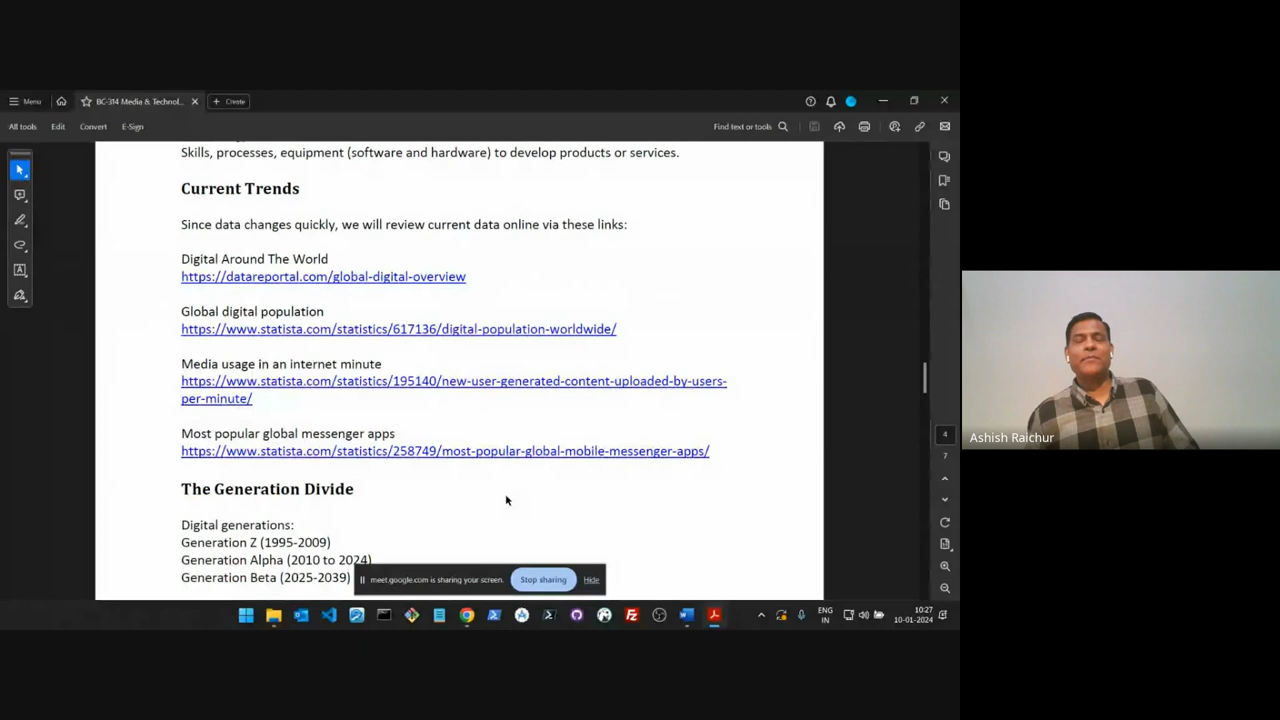 Menu
BC-314 Media & Technol...
Create
All tools
Edit
Convert
E-Sign
Find text or tools
Skills, processes, equipment (software and hardware) to develop products or services.
Current Trends
Since data changes quickly, we will review current data online via these links:
Digital Around The World
https://datareportal.com/global-digital-overview
Global digital population
https://www.statista.com/statistics/617136/digital-population-worldwide/
Media usage in an internet minute
https://www.statista.com/statistics/195140/new-user-generated-content-uploaded-by-users-
per-minute/
Most popular global messenger apps
https://www.statista.com/statistics/258749/most-popular-global-mobile-messenger-apps/
The Generation Divide
Digital generations:
Generation Z (1995-2009)
Generation Alpha (2010 to 2024)
Generation Beta (2025-2039)
meet.google.com is sharing your screen.
Stop sharing
Hide
4
7
ENG
IN
10:27
10-01-2024
Ashish Raichur